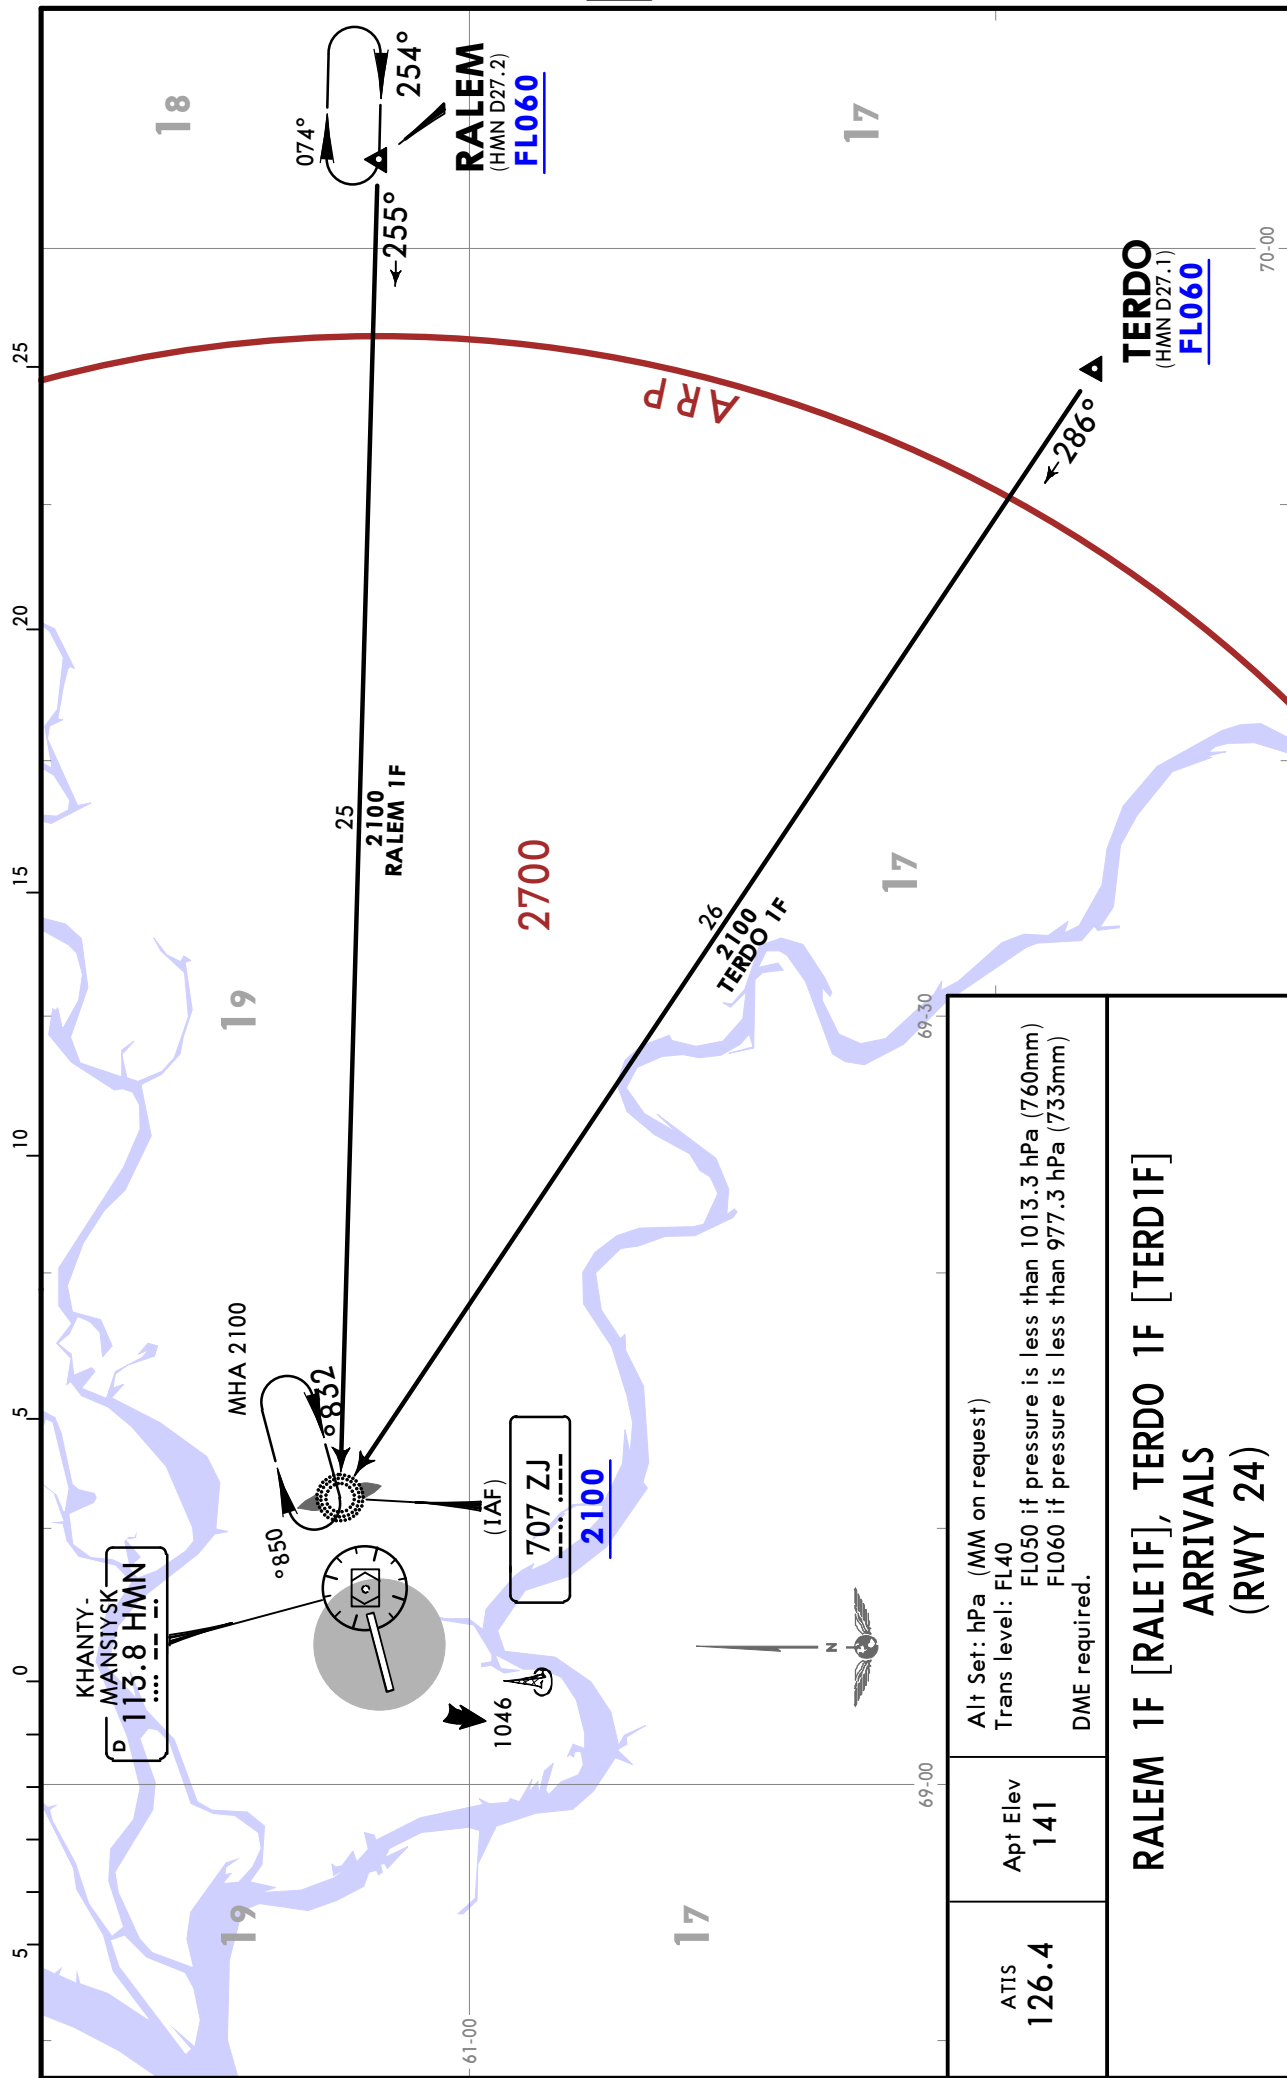 5 0 5 10 15 20 25
KHANTY-
MANSIYSK
D 113.8 HMN
MHA 2100
°850
°832
19
19
18
074°
254°
RALEM
(HMN D27.2)
FL060
255°
25
2100
RALEM 1F
(IAF)
707 ZJ
2100
1046
61-00
2700
ARP
17
17
17
26
2100
TERDO 1F
286°
TERDO
(HMN D27.1)
FL060
N
69-00
69-30
70-00
ATIS
126.4
Apt Elev
141
Alt Set: hPa (MM on request)
Trans level: FL40
FL050 if pressure is less than 1013.3 hPa (760mm)
FL060 if pressure is less than 977.3 hPa (733mm)
DME required.
RALEM 1F [RALE1F], TERDO 1F [TERD1F]
ARRIVALS
(RWY 24)